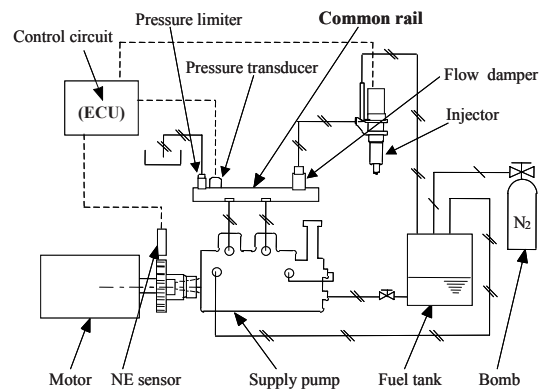 Pressure limiter
Common rail
Control circuit
Pressure transducer
Flow damper
(ECU)
Injector
N2
Motor
NE sensor
Supply pump
Fuel tank
Bomb